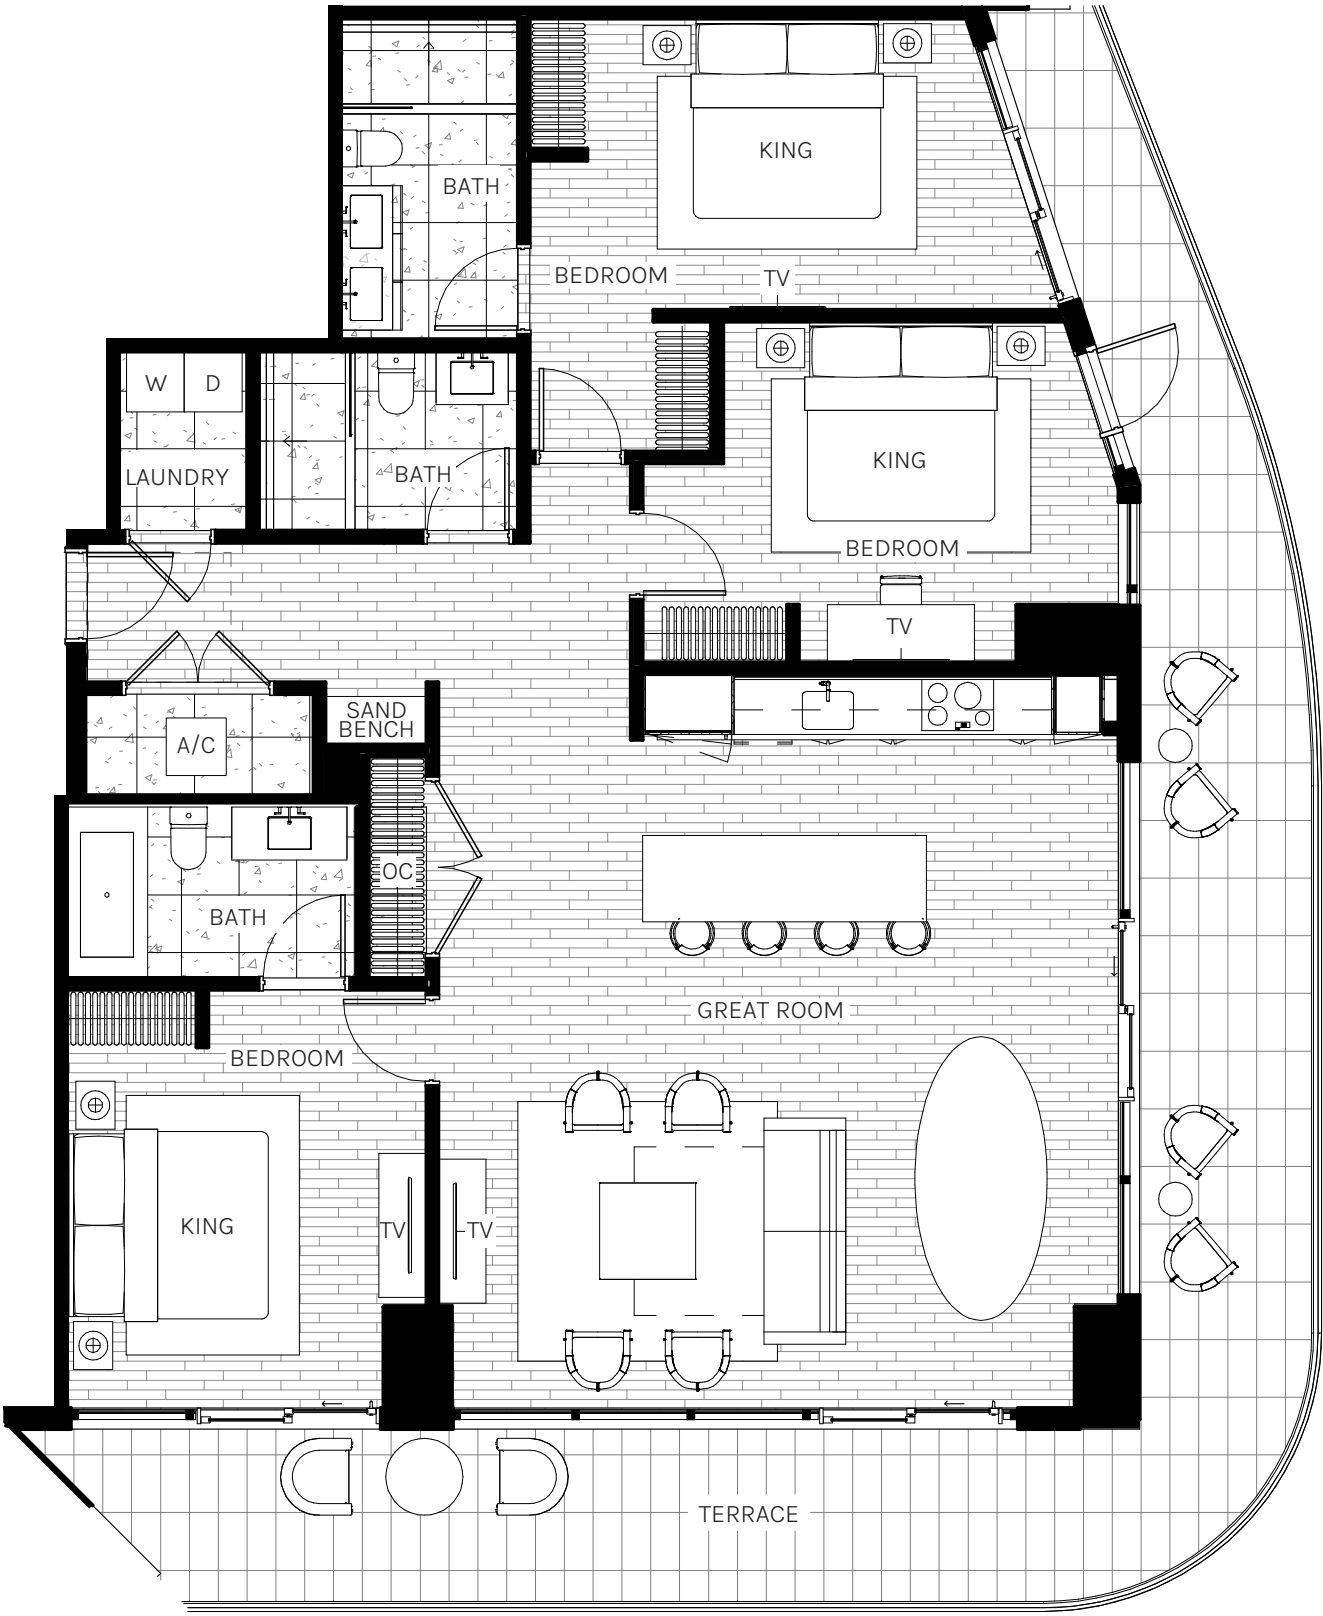 KING
BATH
BEDROOM
TV
W
D
KING
LAUNDRY
BATH
BEDROOM
TV
SAND
BENCH
A/C
OC
BATH
GREAT ROOM
BEDROOM
KING
TV
TV
TERRACE